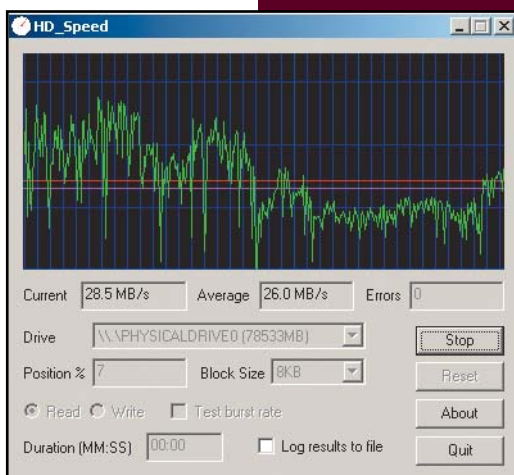 HD_Speed
Current 28.5 MB/s Average 26.0 MB/s Errors 0
Drive \\.\PHYSICALDRIVE0 (78533MB) Stop
Position % 7 Block Size 8KB Reset
Read Write Test burst rate About
Duration (MM:SS) 00:00 Log results to file Quit